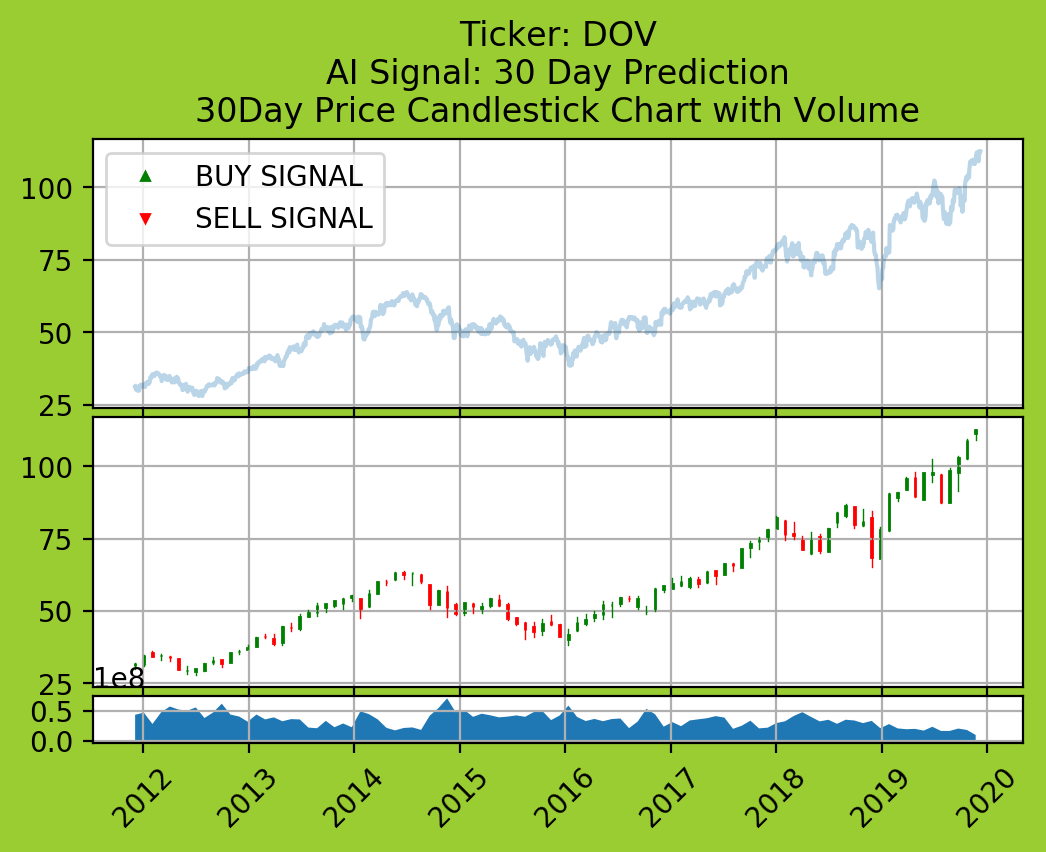 Ticker: DOV
AI Signal: 30 Day Prediction
30Day Price Candlestick Chart with Volume
BUY SIGNAL
SELL SIGNAL
100
75
50
25
100
75
50
25
1e8
0.5
0.0
2012 2013 2014 2015 2016 2017 2018 2019 2020